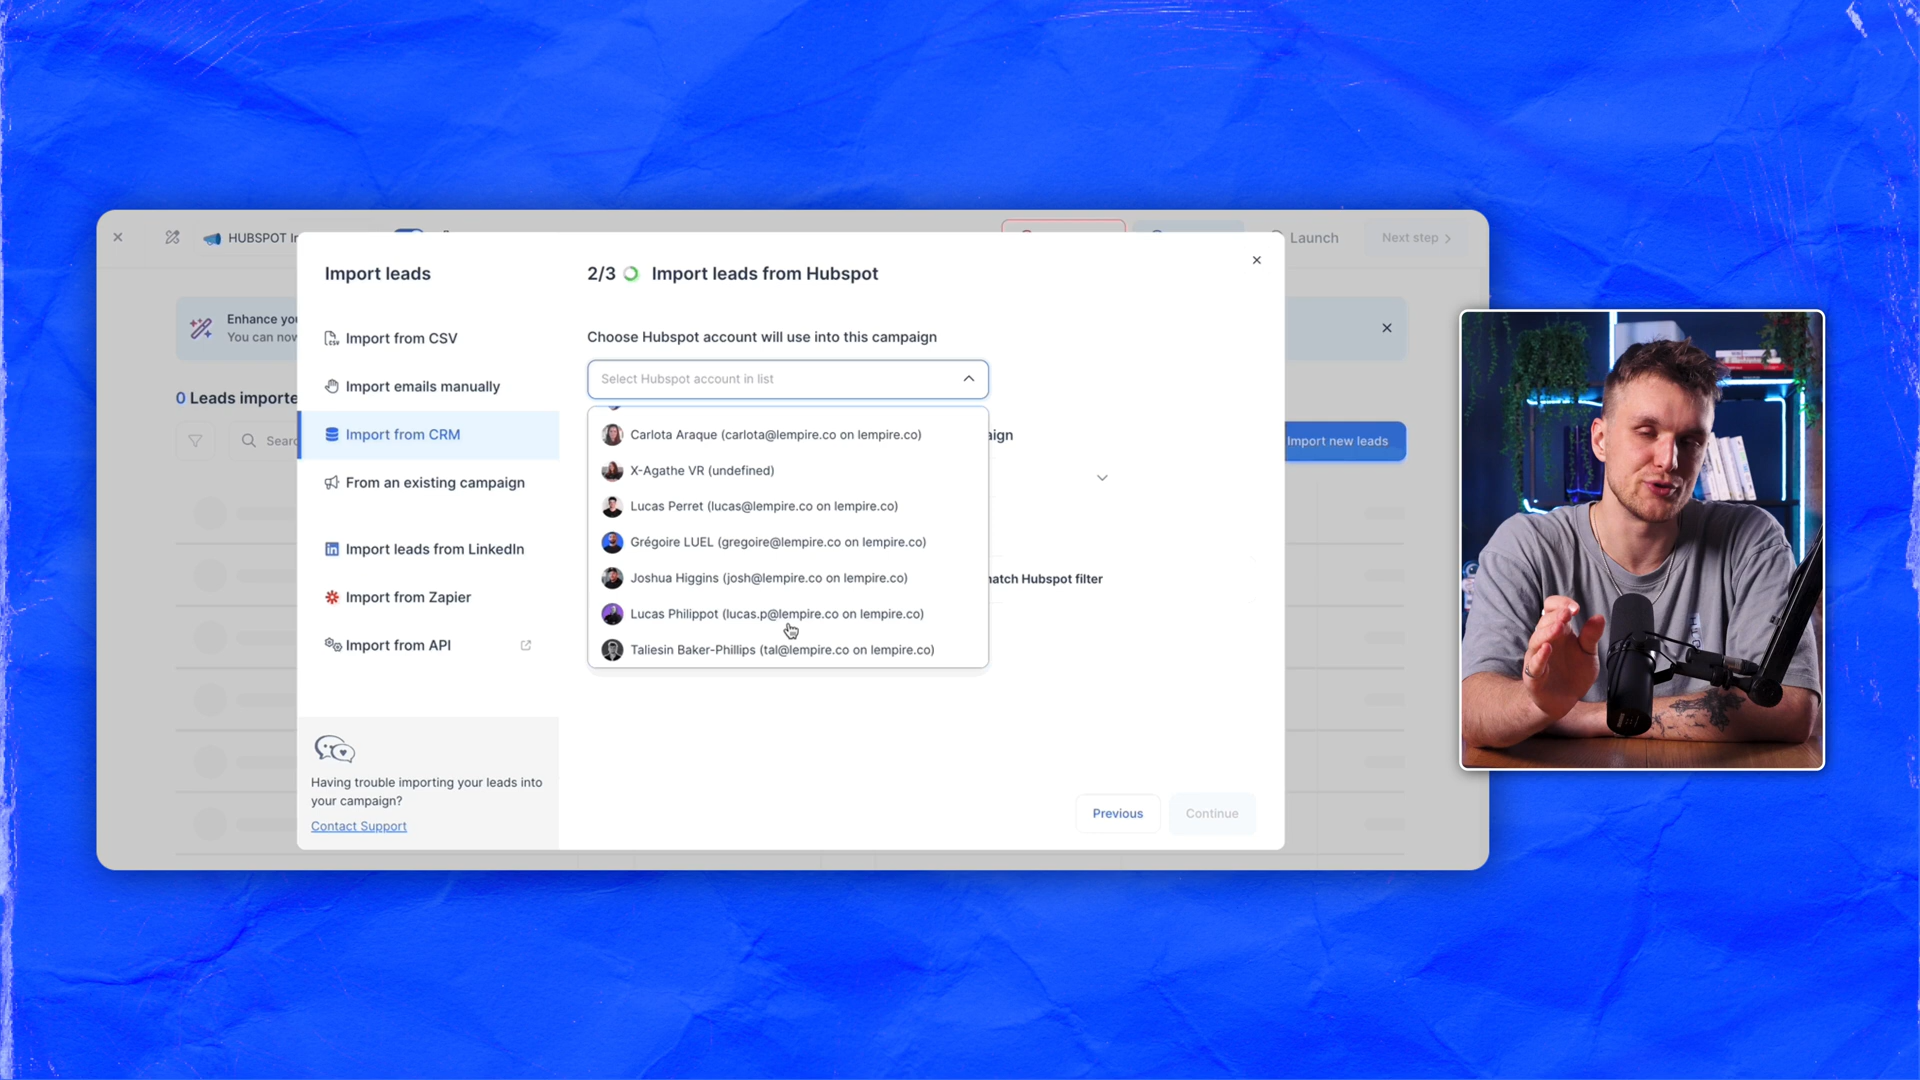 HUBSPOT
Launch
Next step
Enhance
You can now
0 Leads
Import new leads
Import leads
Import from CSV
Import emails manually
Import from CRM
From an existing campaign
Import leads from LinkedIn
Import from Zapier
Import from API
Having trouble importing your leads into
your campaign?
Contact Support
2/3 Import leads from Hubspot
Choose Hubspot account will use into this campaign
Select Hubspot account in list
Carlota Araque (carlota@lempire.co on lempire.co)
X-Agathe VR (undefined)
Lucas Perret (lucas@lempire.co on lempire.co)
Grégoire LUEL (gregoire@lempire.co on lempire.co)
Joshua Higgins (josh@lempire.co on lempire.co)
Lucas Philippot (lucas.p@lempire.co on lempire.co)
Taliesin Baker-Phillips (tal@lempire.co on lempire.co)
Hubspot filter
Previous
Continue